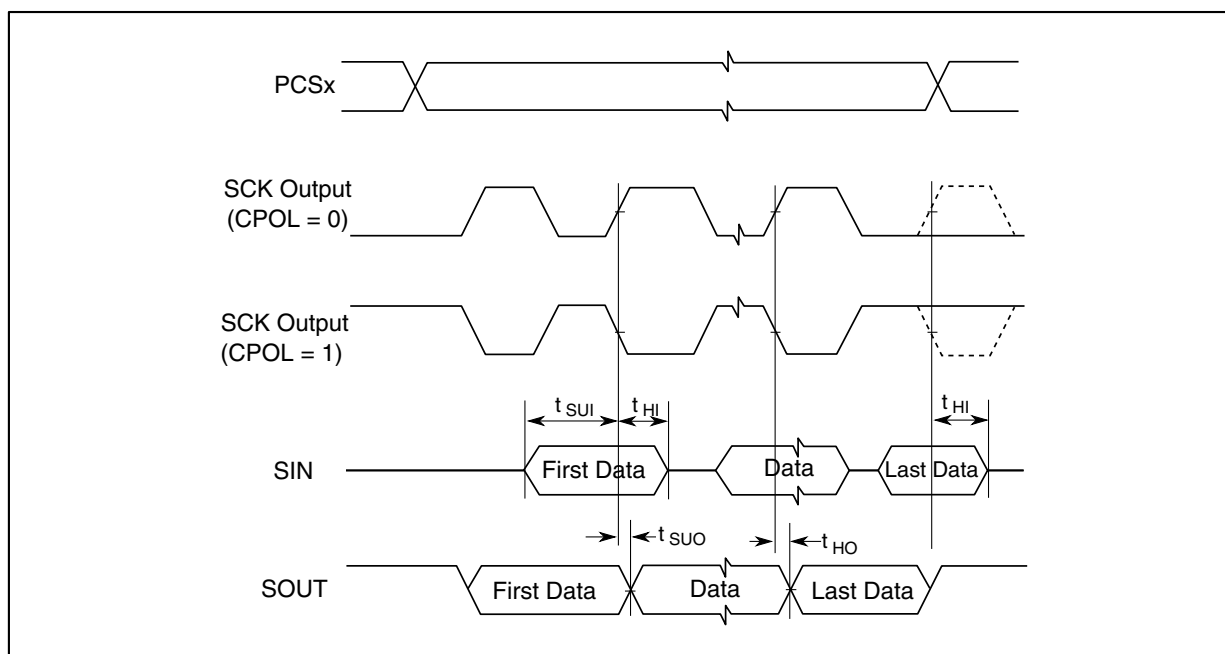 PCSx
SCK Output
(CPOL = 0)
SCK Output
(CPOL = 1)
t SUI
t HI
t HI
SIN
First Data
Data
Last Data
t SUO
t HO
SOUT
First Data
Data
Last Data